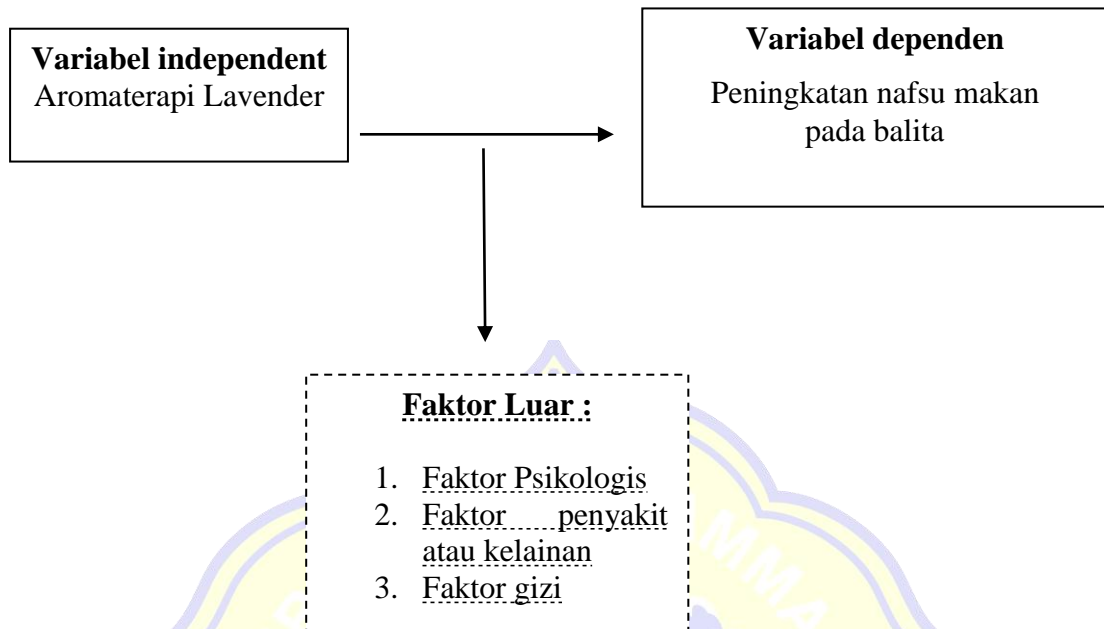 Variabel independent
Aromaterapi Lavender
Variabel dependen
Peningkatan nafsu makan
pada balita
Faktor Luar :
1. Faktor Psikologis
2. Faktor penyakit
atau kelainan
3. Faktor gizi